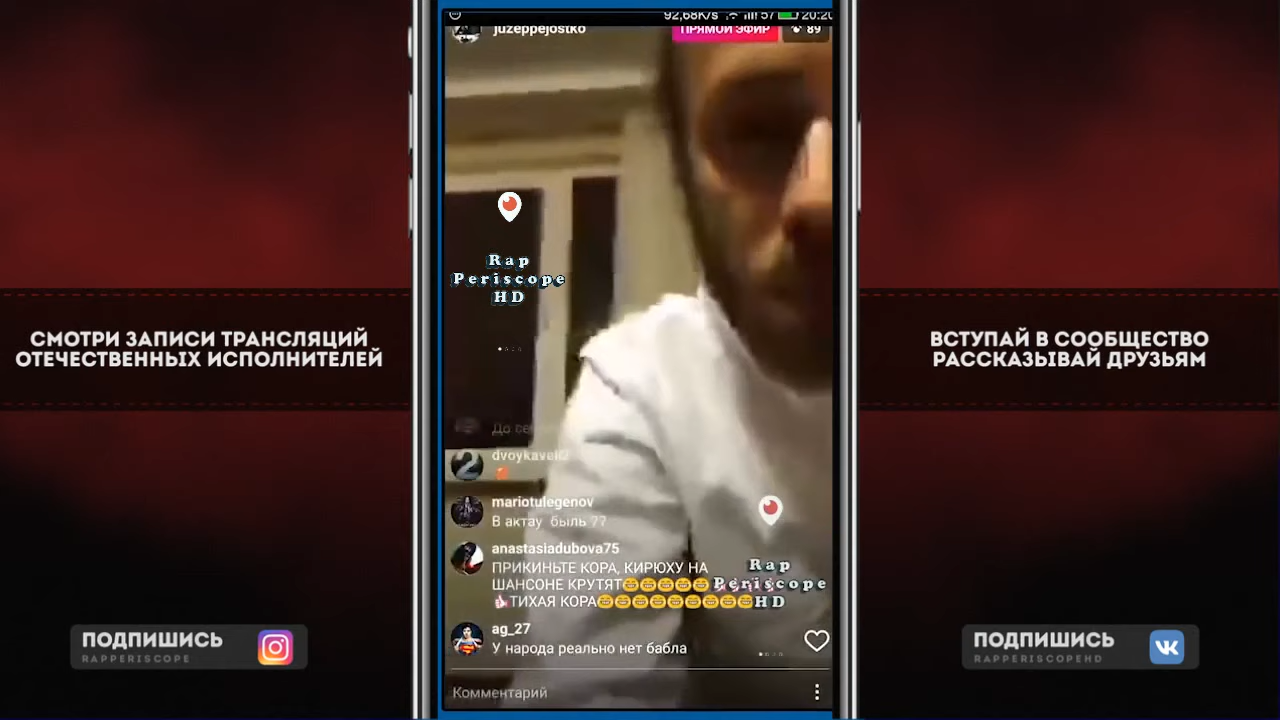 92,68K/s
57
20:20
juzeppejostko
ПРЯМОЙ ЭФИР
89
СМОТРИ ЗАПИСИ ТРАНСЛЯЦИЙ
ОТЕЧЕСТВЕННЫХ ИСПОЛНИТЕЛЕЙ
Rap
Periscope
HD
ВСТУПАЙ В СООБЩЕСТВО
РАССКАЗЫВАЙ ДРУЗЬЯМ
До
mariotulegenov
В актау быль ??
anastasiadubova75
ПРИКИНЬТЕ КОРА, КИРЮХУ НА
ШАНСОНЕ КРУТЯТ😂😂😂😂😂
👍🏻ТИХАЯ КОРА😂😂😂😂😂😂😂😂😂
Rap
Periscope
HD
ag_27
У народа реально нет бабла
Комментарий
ПОДПИШИСЬ
RAPPERISCOPE
ПОДПИШИСЬ
RAPPERISCOPEHD